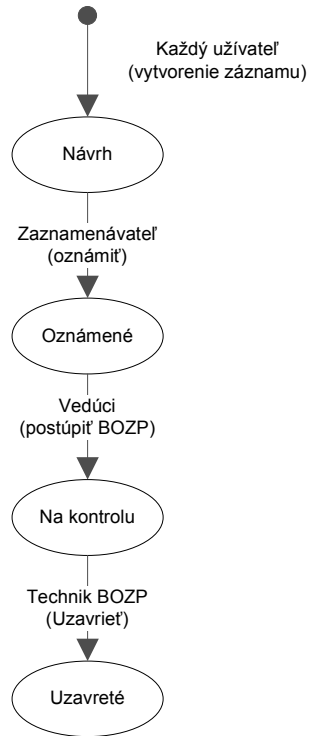 Každý užívateľ
(vytvorenie záznamu)
Návrh
Zaznamenávateľ
(oznámiť)
Oznámené
Vedúci
(postúpiť BOZP)
Na kontrolu
Technik BOZP
(Uzavrieť)
Uzavreté